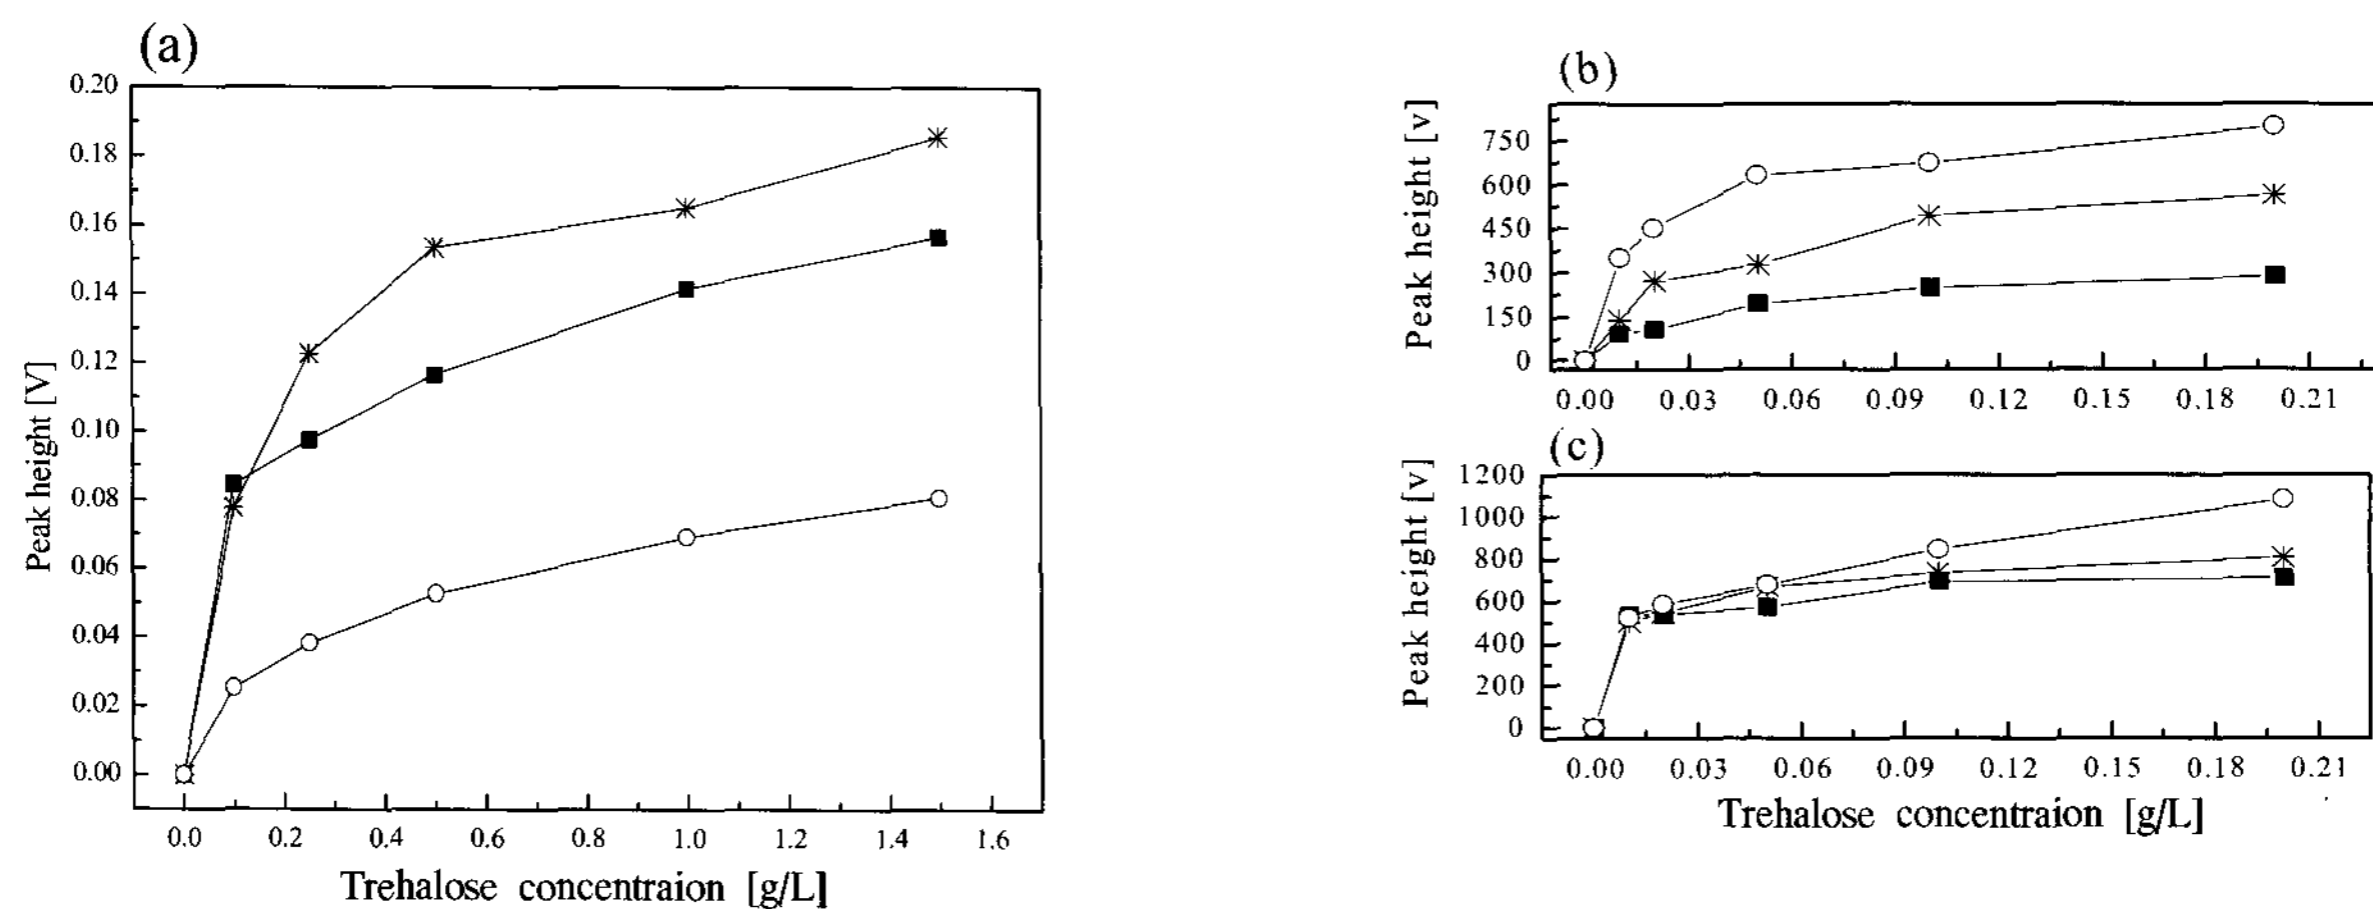 (a)
0.20
0.18
0.16
0.14
0.12
0.10
0.08
0.06
0.04
0.02
0.00
Peak height [V]
0.0 0.2 0.4 0.6 0.8 1.0 1.2 1.4 1.6
Trehalose concentraion [g/L]
(b)
750
600
450
300
150
0
Peak height [v]
0.00 0.03 0.06 0.09 0.12 0.15 0.18 0.21
(c)
1200
1000
800
600
400
200
0
Peak height [v]
0.00 0.03 0.06 0.09 0.12 0.15 0.18 0.21
Trehalose concentraion [g/L]